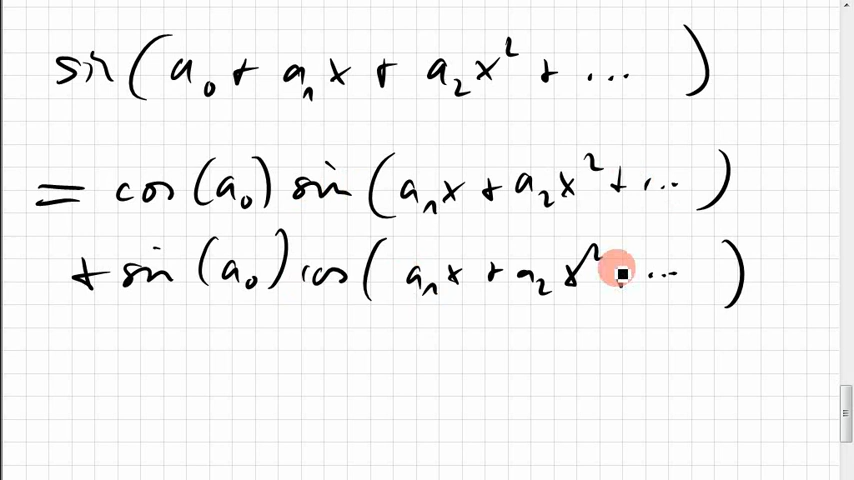 sin(a₀ + a₁x + a₂x² + ...)
= cos(a₀) sin(a₁x + a₂x² + ...)
+ sin(a₀) cos(a₁x + a₂x² + ...)